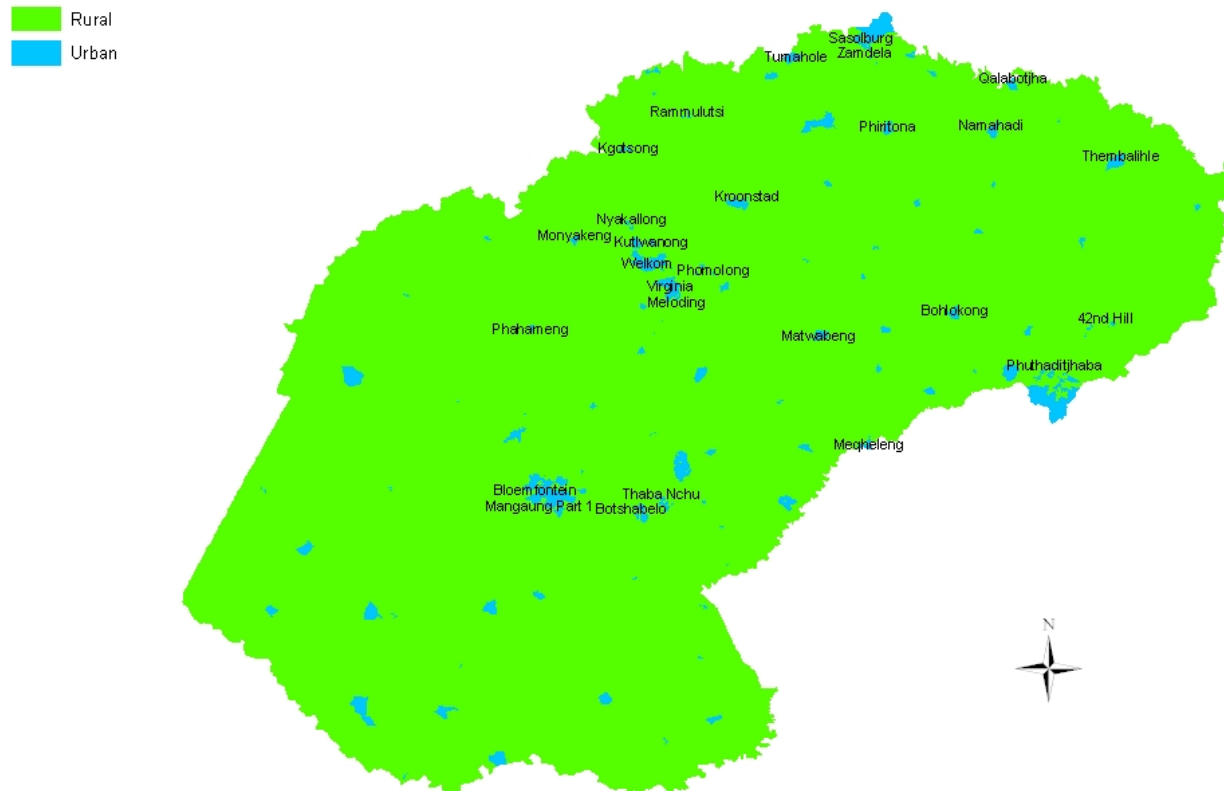 Rural
Urban
Sasolburg
Zamdela
Tumahole
Qalabotjha
Rammulutsi
Phiritona
Namahadi
Kgotsong
Thembalihle
Kroonstad
Nyakallong
Monyakeng
Kutlwanong
Welkom
Phomolong
Virginia
Meloding
Phahameng
Matwabeng
Bohlokong
42nd Hill
Phuthaditjhaba
Meqheleng
Bloemfontein
Mangaung Part 1
Thaba Nchu
Botshabelo
N